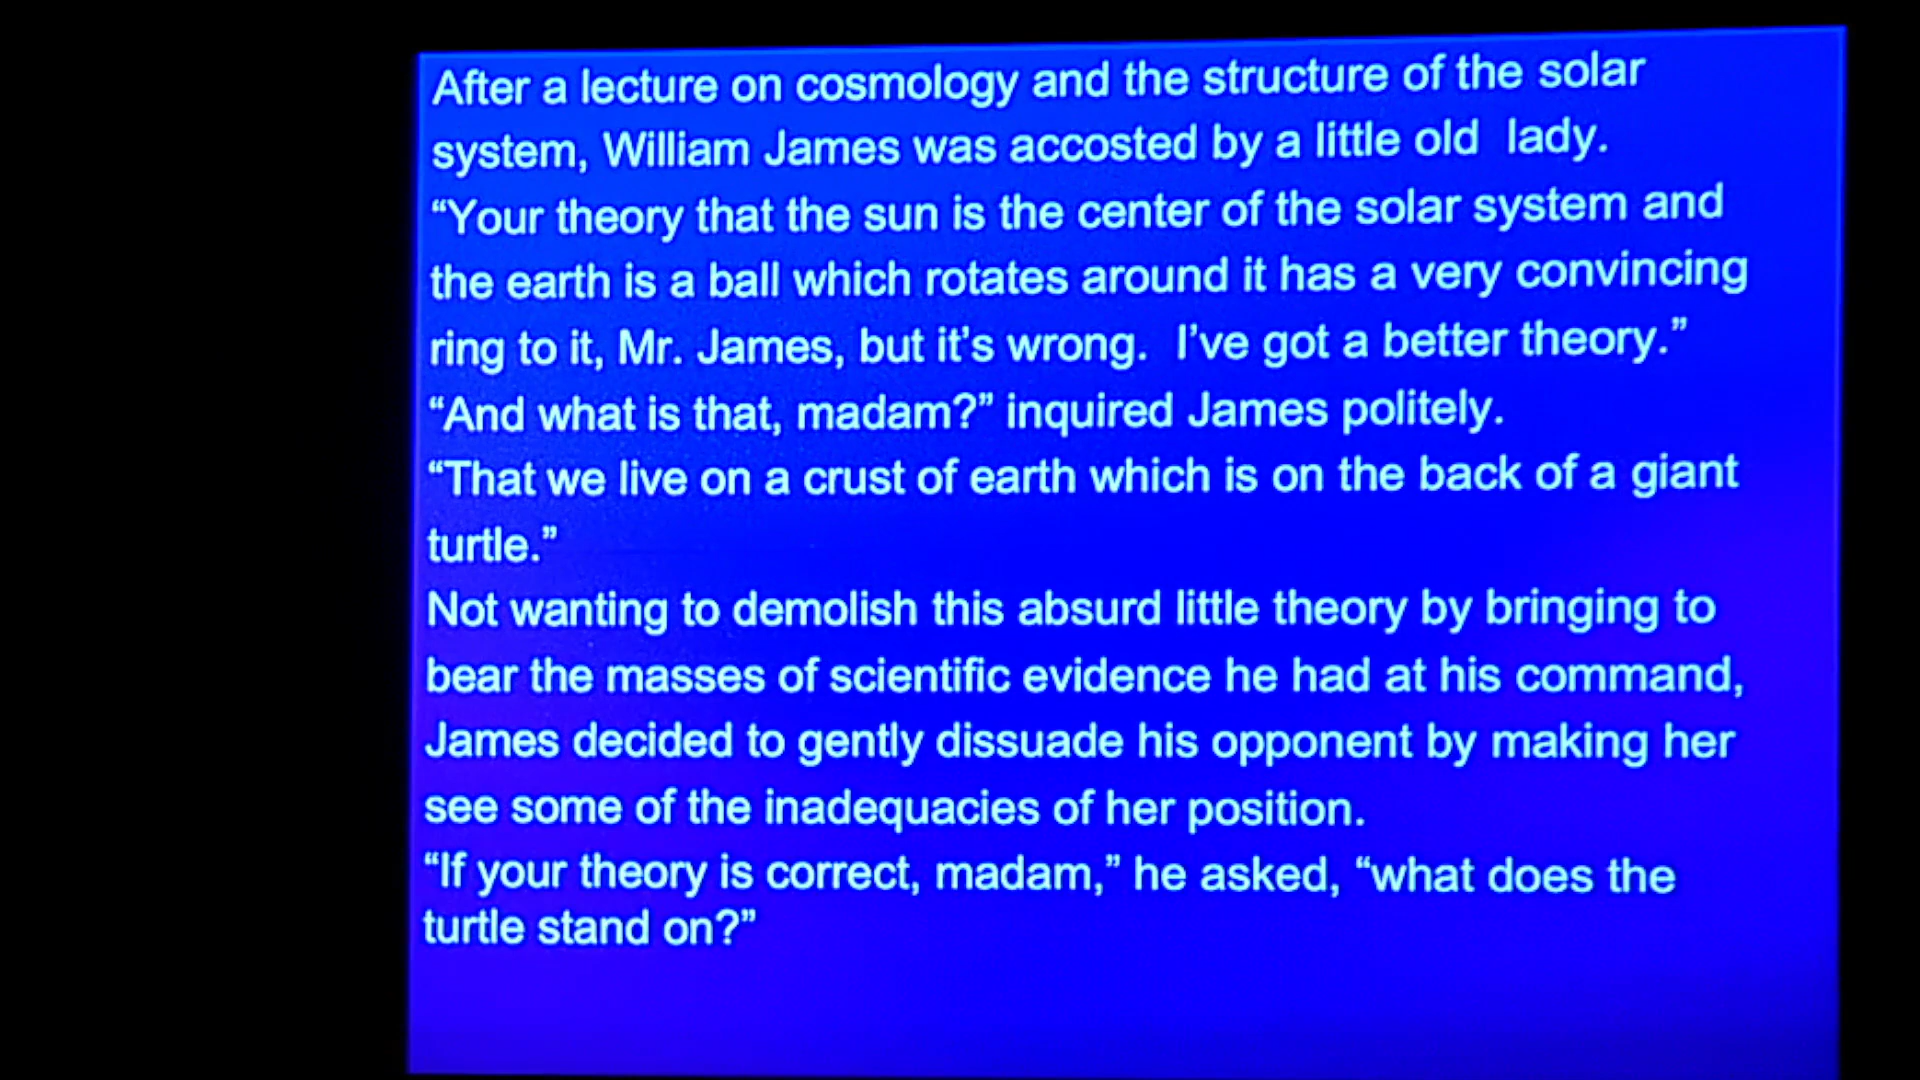 After a lecture on cosmology and the structure of the solar
system, William James was accosted by a little old  lady.
“Your theory that the sun is the center of the solar system and
the earth is a ball which rotates around it has a very convincing
ring to it, Mr. James, but it’s wrong.  I’ve got a better theory.”
“And what is that, madam?” inquired James politely.
“That we live on a crust of earth which is on the back of a giant
turtle.”
Not wanting to demolish this absurd little theory by bringing to
bear the masses of scientific evidence he had at his command,
James decided to gently dissuade his opponent by making her
see some of the inadequacies of her position.
“If your theory is correct, madam,” he asked, “what does the
turtle stand on?”